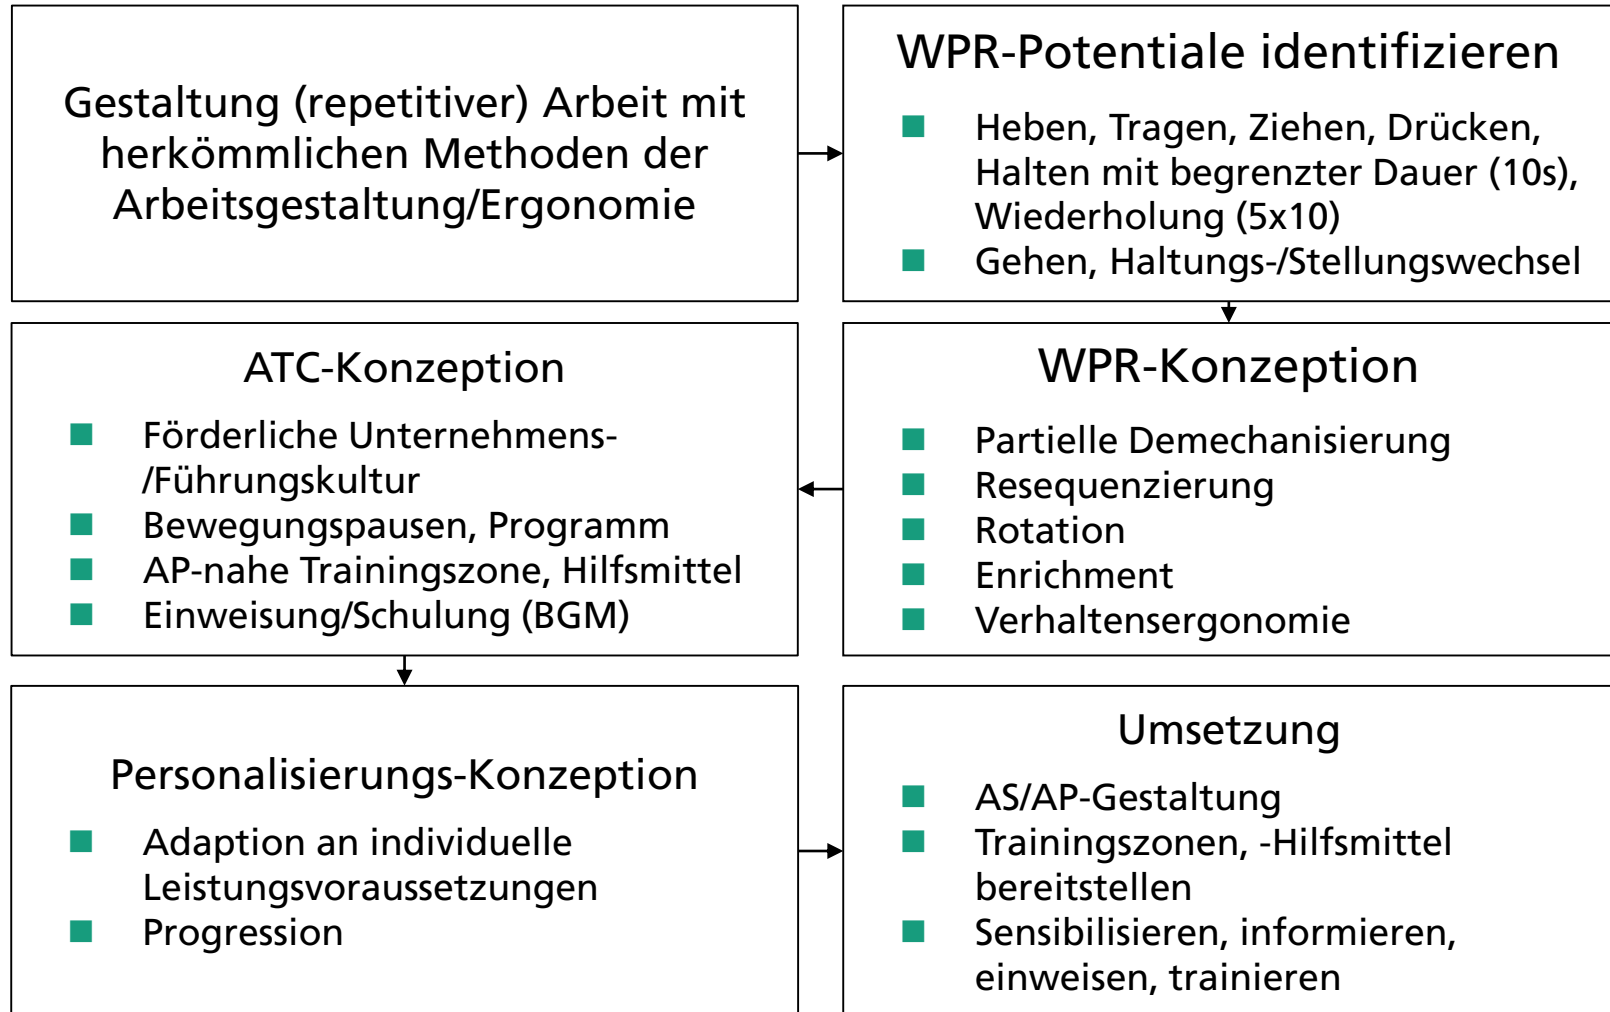 Gestaltung (repetitiver) Arbeit mit
herkömmlichen Methoden der
Arbeitsgestaltung/Ergonomie
WPR-Potentiale identifizieren
Heben, Tragen, Ziehen, Drücken,
Halten mit begrenzter Dauer (10s),
Wiederholung (5x10)
Gehen, Haltungs-/Stellungswechsel
WPR-Konzeption
Partielle Demechanisierung
Resequenzierung
Rotation
Enrichment
Verhaltensergonomie
ATC-Konzeption
Förderliche Unternehmens-
/Führungskultur
Bewegungspausen, Programm
AP-nahe Trainingszone, Hilfsmittel
Einweisung/Schulung (BGM)
Personalisierungs-Konzeption
Adaption an individuelle
Leistungsvoraussetzungen
Progression
Umsetzung
AS/AP-Gestaltung
Trainingszonen, -Hilfsmittel
bereitstellen
Sensibilisieren, informieren,
einweisen, trainieren